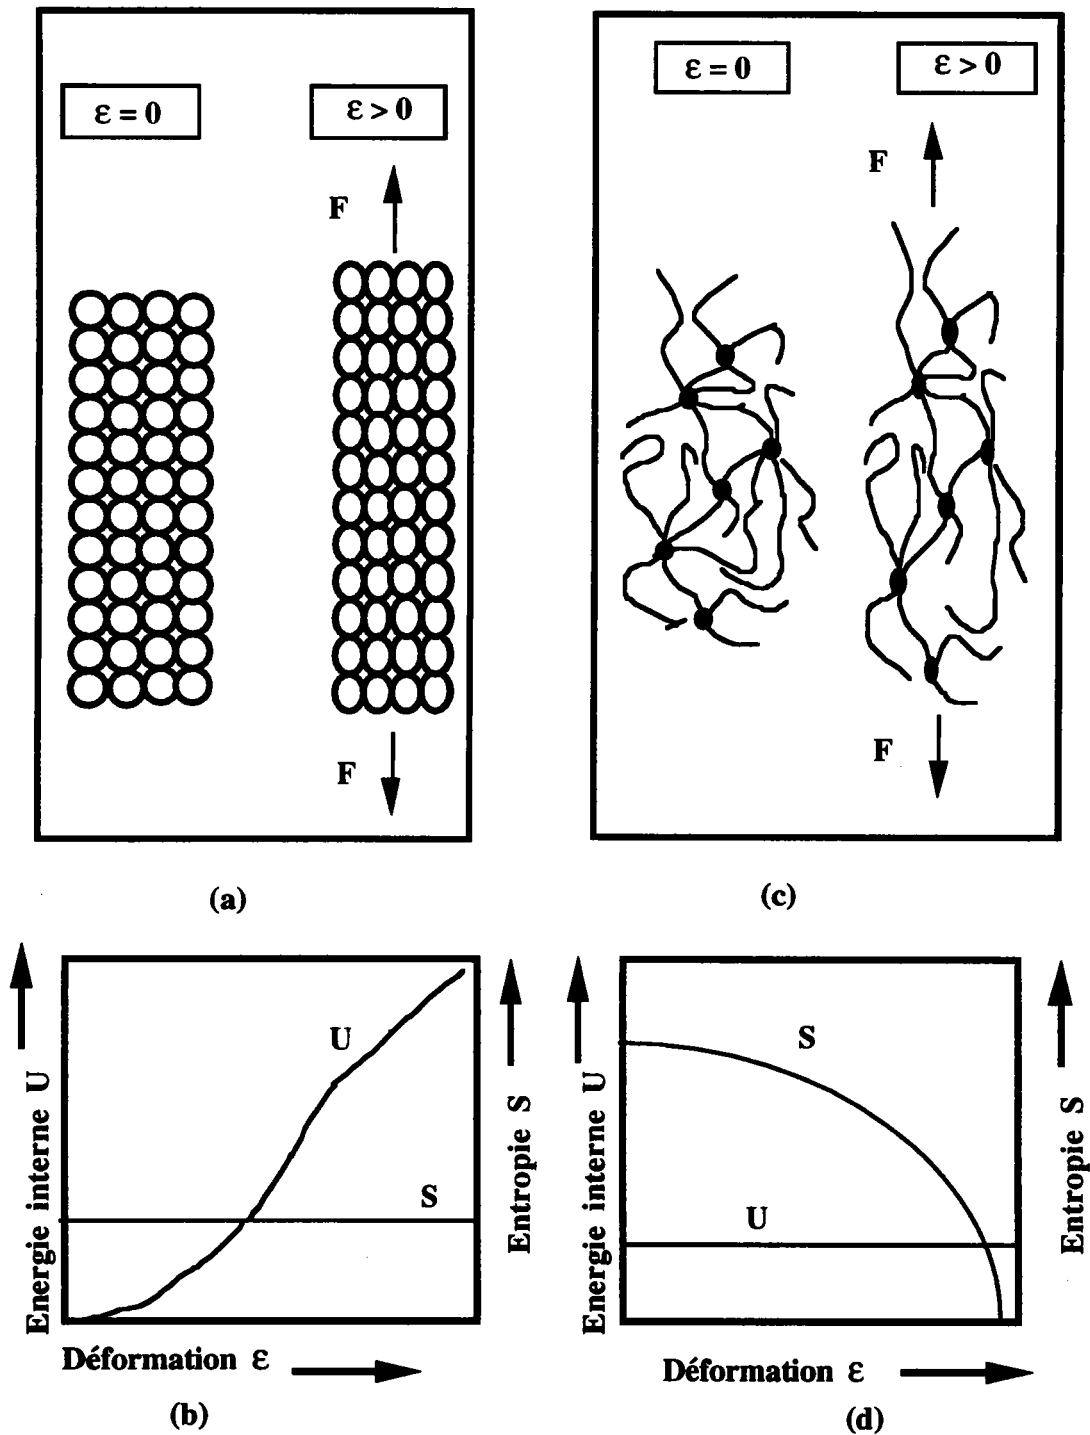 ε = 0
ε > 0
F
F
(a)
ε = 0
ε > 0
F
F
(c)
Energie interne U
U
S
Entropie S
Déformation ε
(b)
Energie interne U
S
U
Entropie S
Déformation ε
(d)